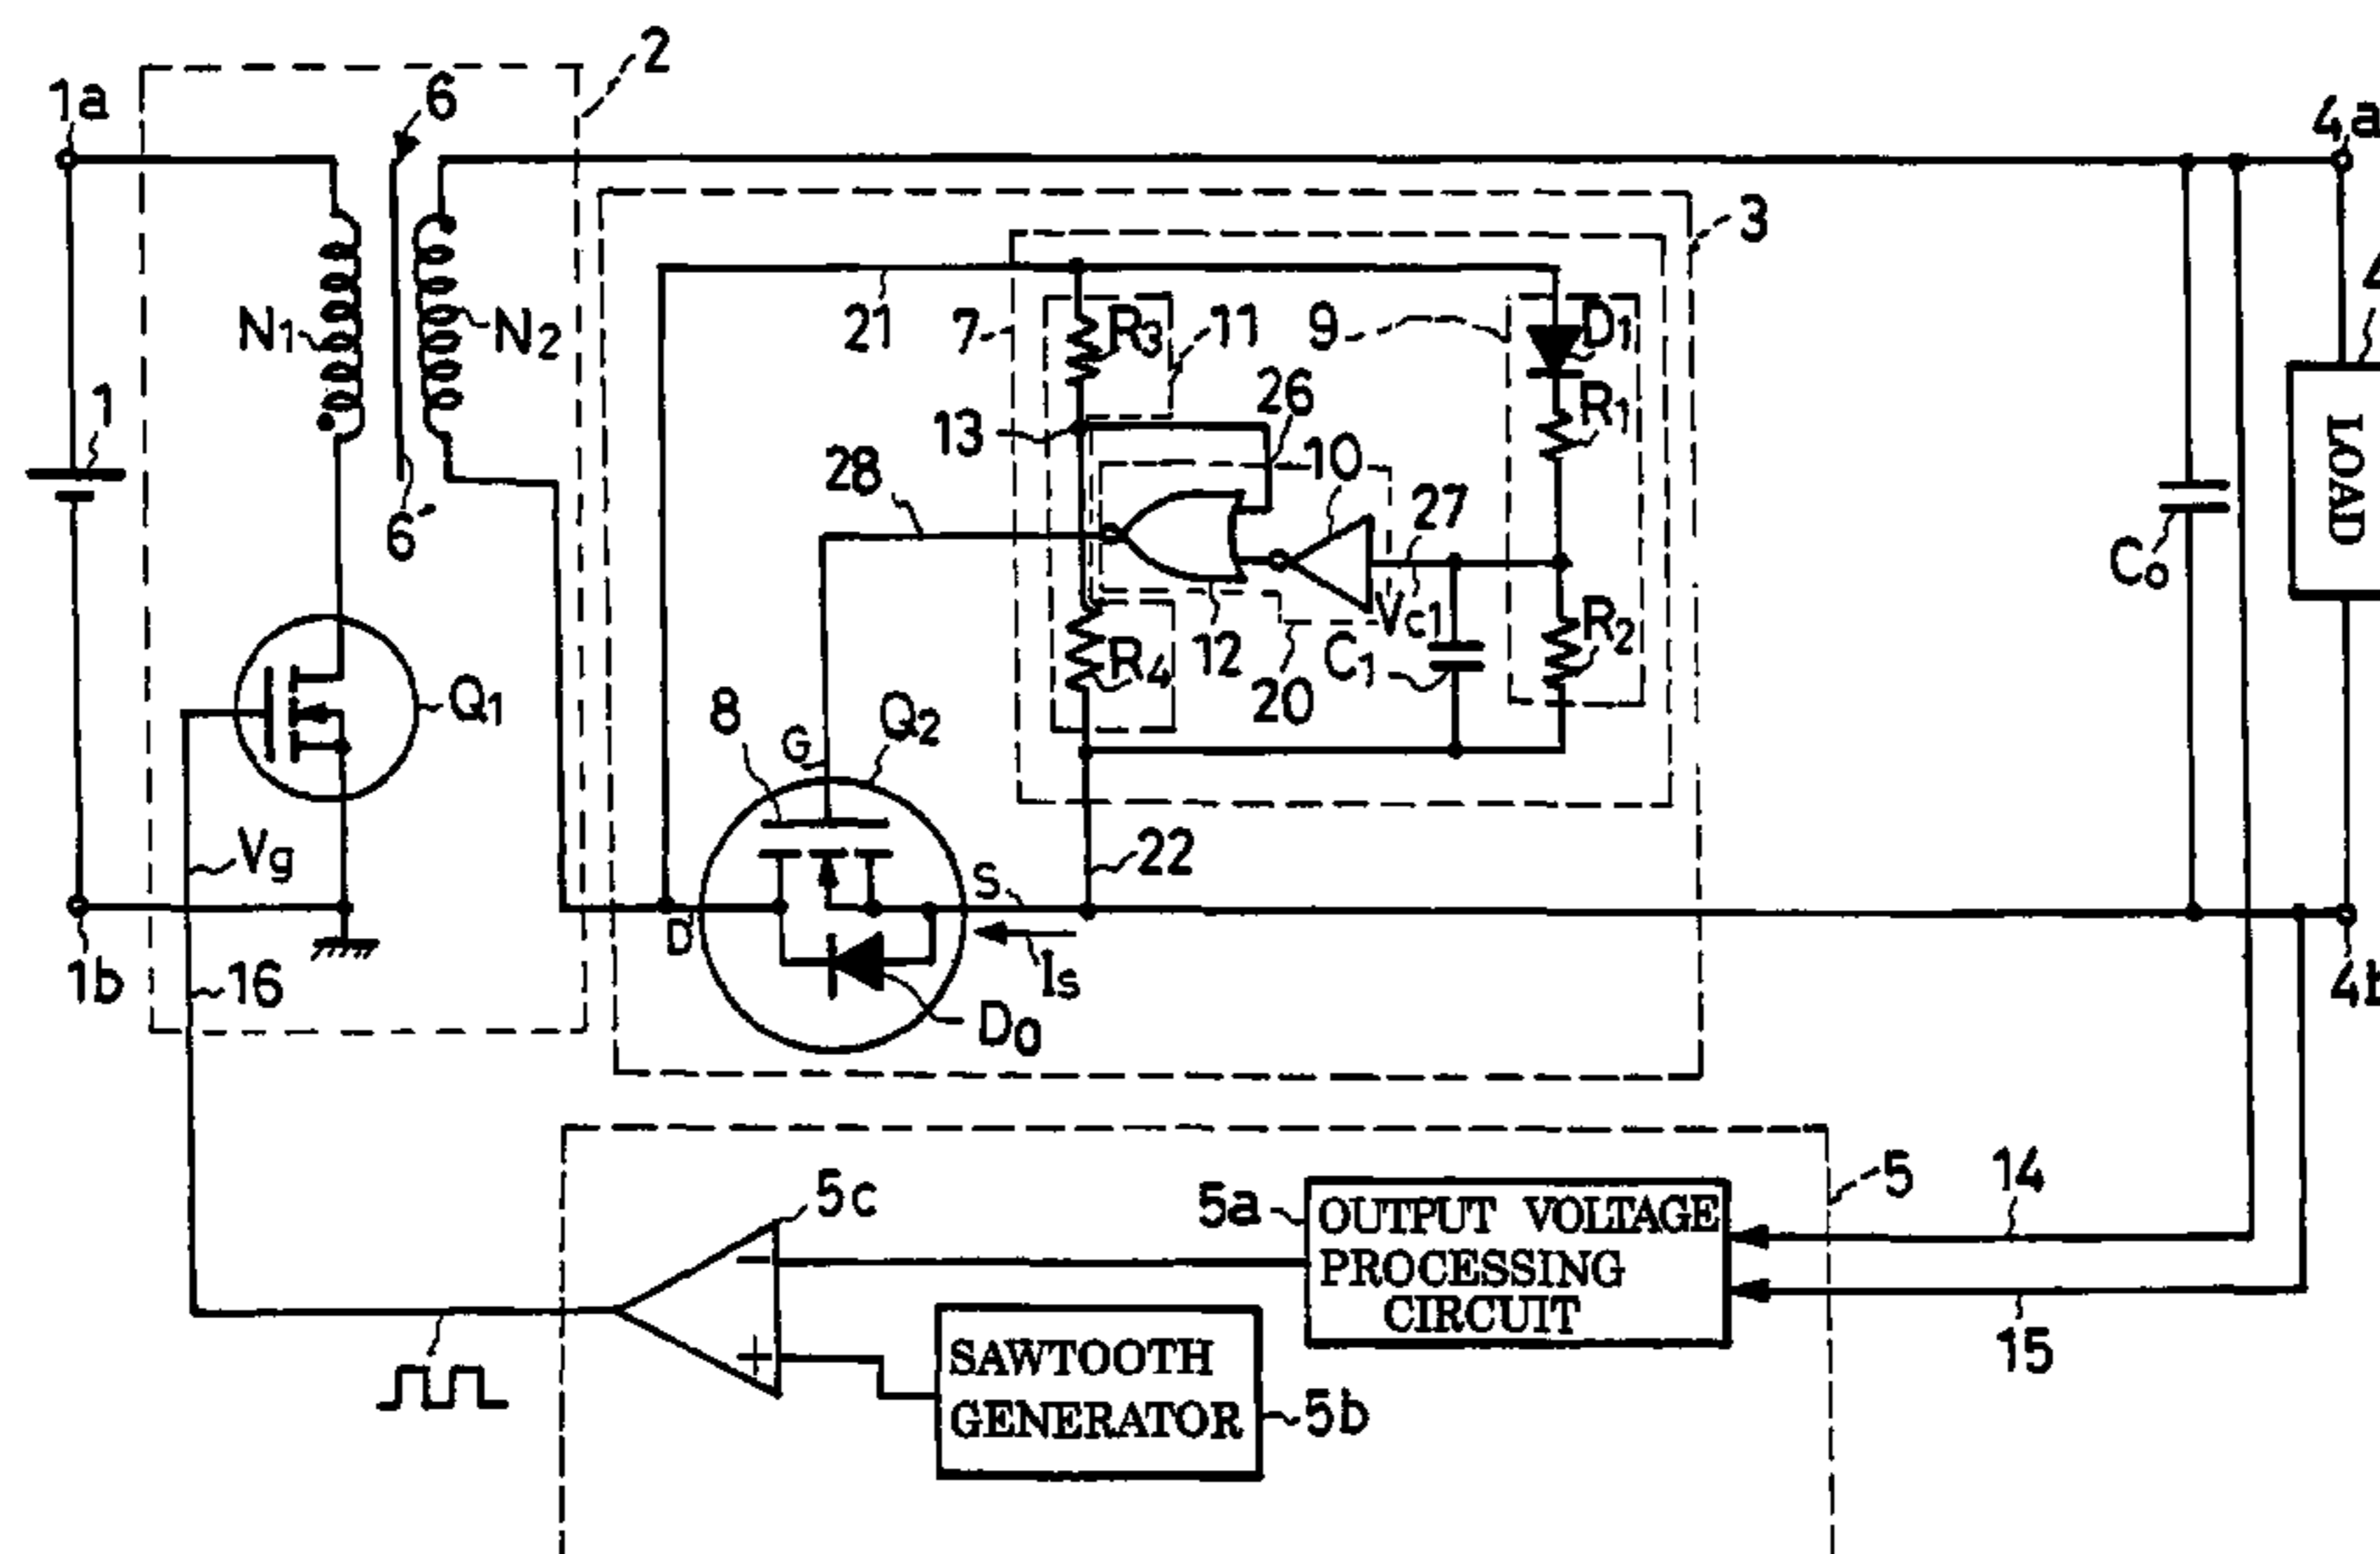 2
1a
6
4a
3
N1
N2
21
7
R3
11
9
D1
26
R1
1
13
10
28
27
LOAD
6'
Vc1
Co
12
R4
C1
R2
20
Q1
8
G
Q2
Vg
S
22
D
1b
16
Is
D0
5c
5a
OUTPUT VOLTAGE
PROCESSING
CIRCUIT
5
14
−
+
SAWTOOTH
GENERATOR
5b
15